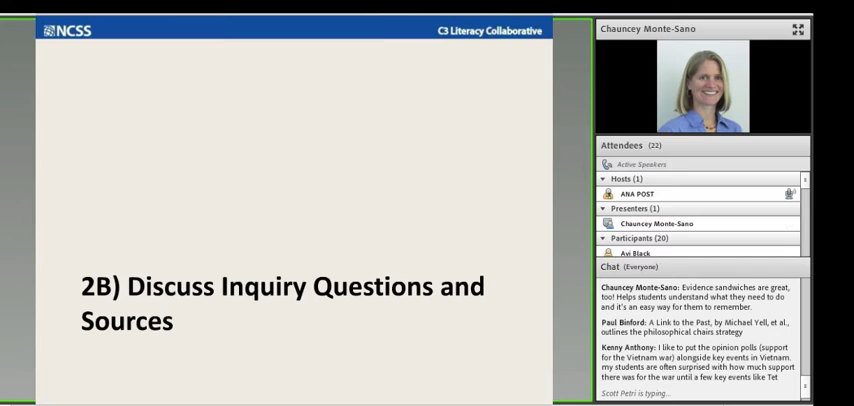 NCSS
C3 Literacy Collaborative
2B) Discuss Inquiry Questions and
Sources
Chauncey Monte-Sano
Attendees (22)
Active Speakers
Hosts (1)
ANA POST
Presenters (1)
Chauncey Monte-Sano
Participants (20)
Avi Black
Chat (Everyone)
Chauncey Monte-Sano: Evidence sandwiches are great,
too! Helps students understand what they need to do
and it's an easy way for them to remember.
Paul Binford: A Link to the Past, by Michael Yell, et al.,
outlines the philosophical chairs strategy
Kenny Anthony: I like to put the opinion polls (support
for the Vietnam war) alongside key events in Vietnam.
my students are often surprised with how much support
there was for the war until a few key events like Tet
Scott Petri is typing...